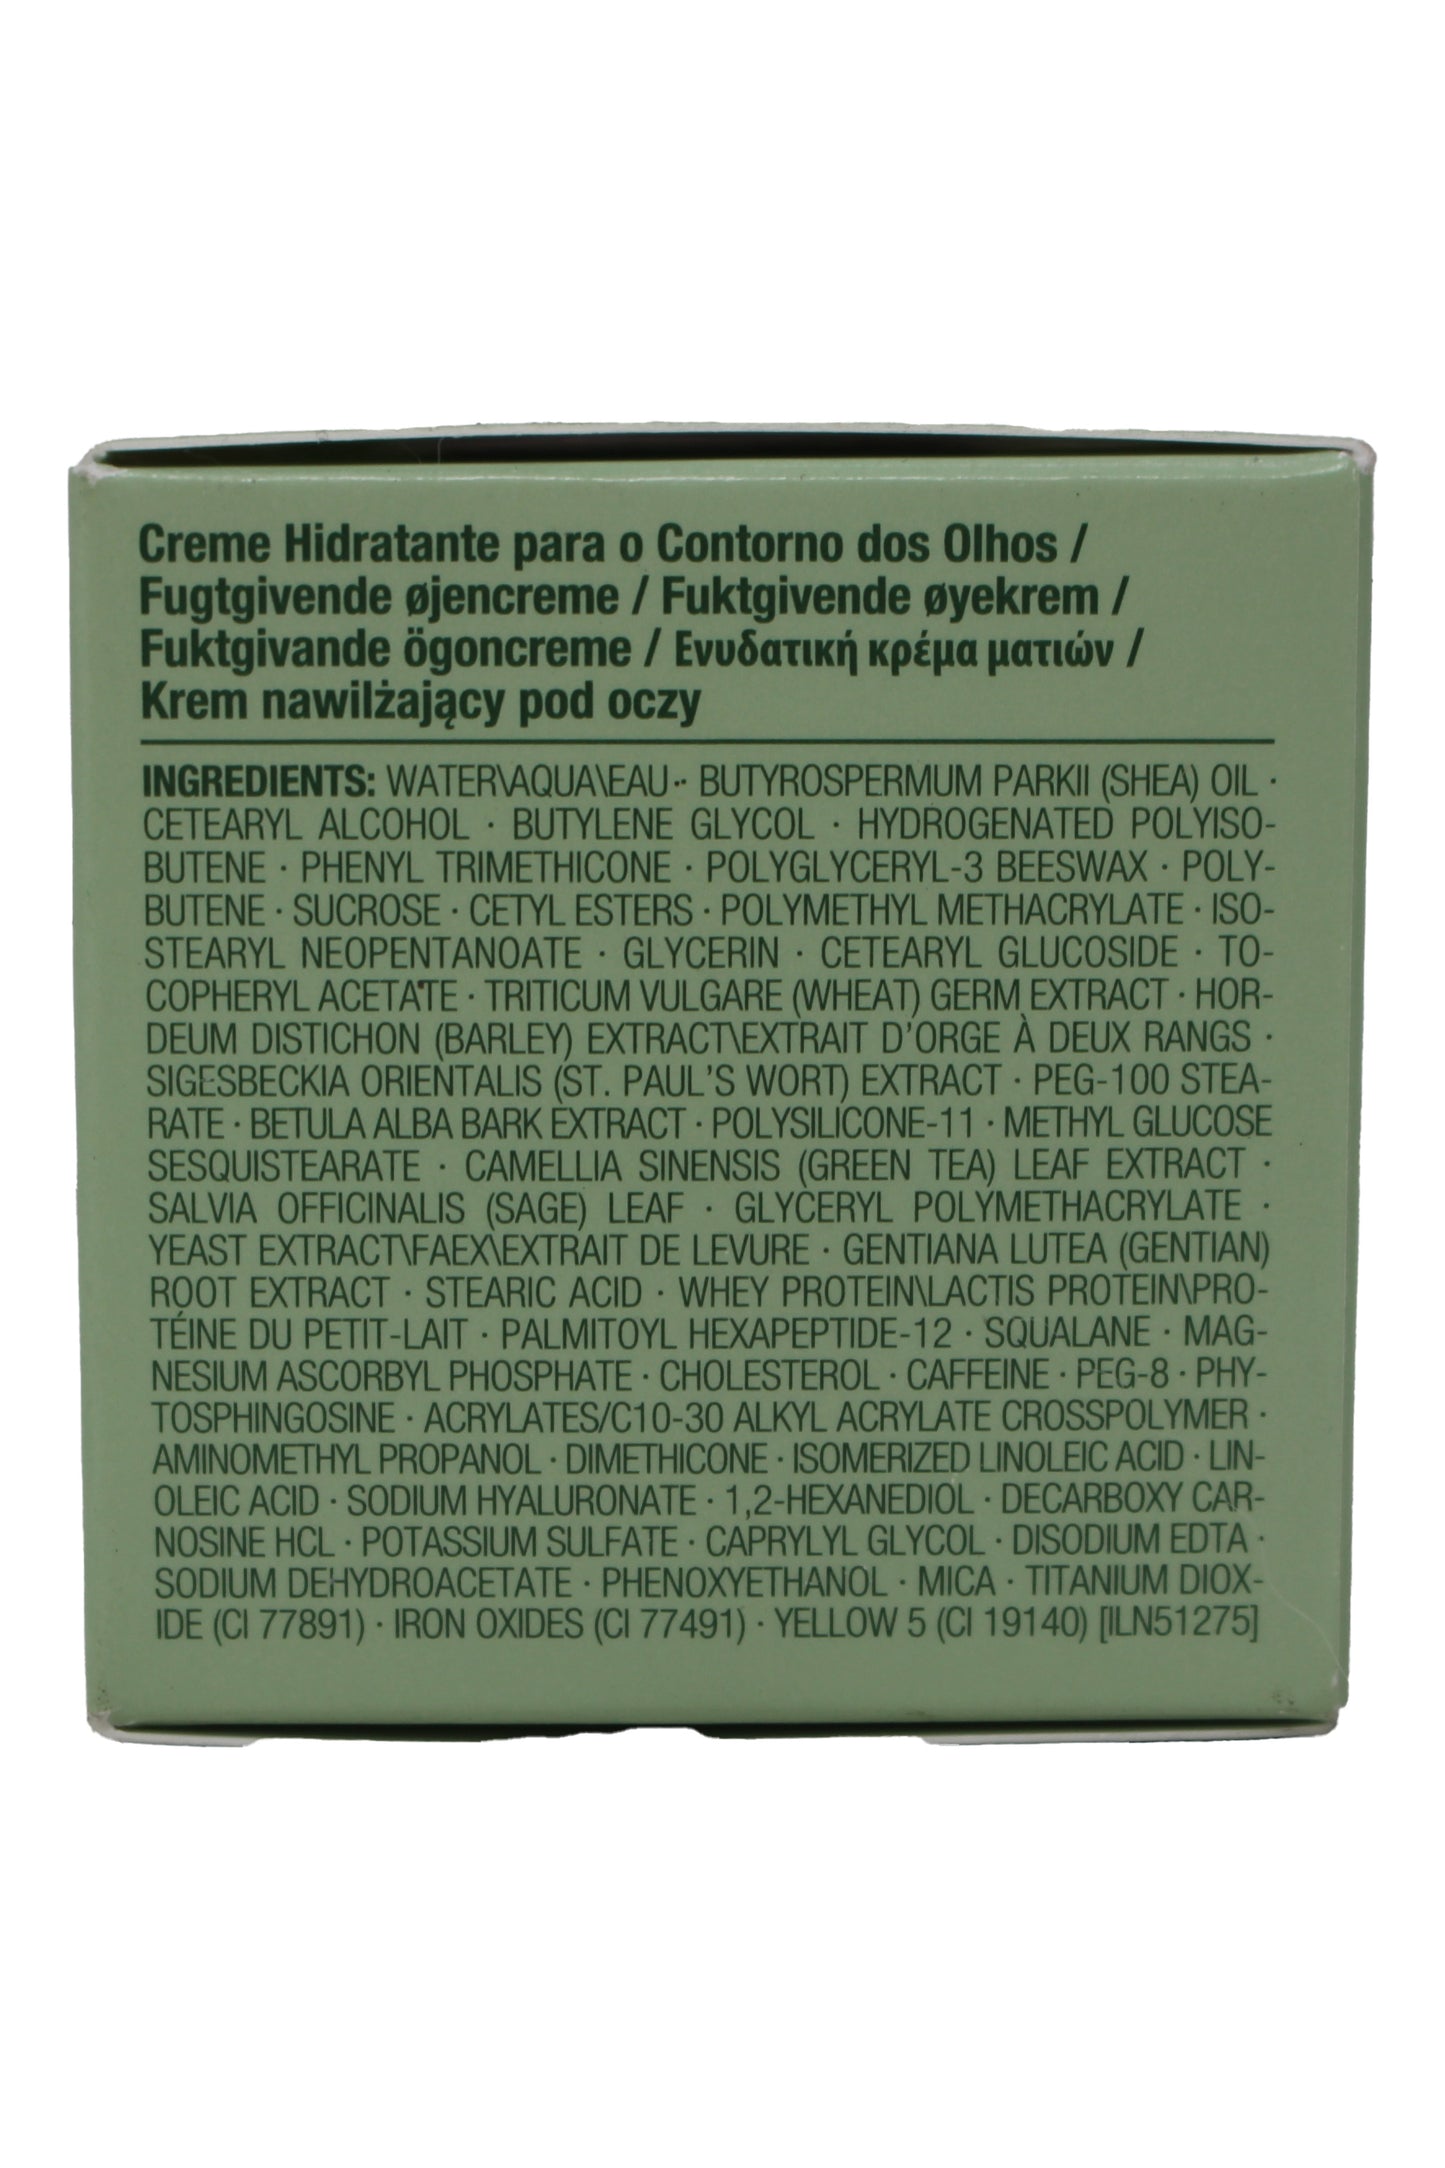 Creme Hidratante para o Contorno dos Olhos /
Fugtgivende øjencreme / Fuktgivende øyekrem /
Fuktgivande ögoncreme / Ενυδατική κρέμα ματιών /
Krem nawilżający pod oczy
INGREDIENTS: WATER\AQUA\EAU · BUTYROSPERMUM PARKII (SHEA) OIL ·
CETEARYL ALCOHOL · BUTYLENE GLYCOL · HYDROGENATED POLYISO-
BUTENE · PHENYL TRIMETHICONE · POLYGLYCERYL-3 BEESWAX · POLY-
BUTENE · SUCROSE · CETYL ESTERS · POLYMETHYL METHACRYLATE · ISO-
STEARYL NEOPENTANOATE · GLYCERIN · CETEARYL GLUCOSIDE · TO-
COPHERYL ACETATE · TRITICUM VULGARE (WHEAT) GERM EXTRACT · HOR-
DEUM DISTICHON (BARLEY) EXTRACT\EXTRAIT D'ORGE À DEUX RANGS ·
SIGESBECKIA ORIENTALIS (ST. PAUL'S WORT) EXTRACT · PEG-100 STEA-
RATE · BETULA ALBA BARK EXTRACT · POLYSILICONE-11 · METHYL GLUCOSE
SESQUISTEARATE · CAMELLIA SINENSIS (GREEN TEA) LEAF EXTRACT ·
SALVIA OFFICINALIS (SAGE) LEAF · GLYCERYL POLYMETHACRYLATE ·
YEAST EXTRACT\FAEX\EXTRAIT DE LEVURE · GENTIANA LUTEA (GENTIAN)
ROOT EXTRACT · STEARIC ACID · WHEY PROTEIN\LACTIS PROTEIN\PRO-
TÉINE DU PETIT-LAIT · PALMITOYL HEXAPEPTIDE-12 · SQUALANE · MAG-
NESIUM ASCORBYL PHOSPHATE · CHOLESTEROL · CAFFEINE · PEG-8 · PHY-
TOSPHINGOSINE · ACRYLATES/C10-30 ALKYL ACRYLATE CROSSPOLYMER ·
AMINOMETHYL PROPANOL · DIMETHICONE · ISOMERIZED LINOLEIC ACID · LIN-
OLEIC ACID · SODIUM HYALURONATE · 1,2-HEXANEDIOL · DECARBOXY CAR-
NOSINE HCL · POTASSIUM SULFATE · CAPRYLYL GLYCOL · DISODIUM EDTA ·
SODIUM DEHYDROACETATE · PHENOXYETHANOL · MICA · TITANIUM DIOX-
IDE (CI 77891) · IRON OXIDES (CI 77491) · YELLOW 5 (CI 19140) [ILN51275]